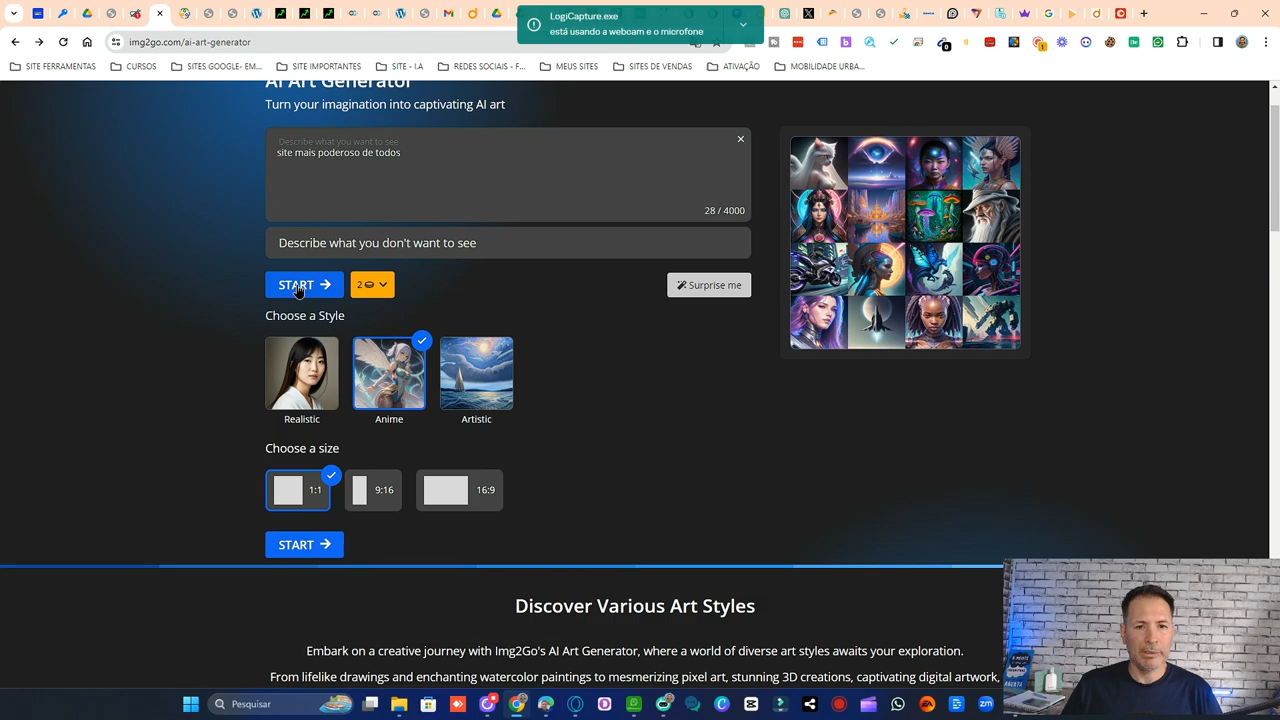 LogiCapture.exe
está usando a webcam e o microfone
img2go.com/ai-art-generator
SITE FERRAMENTAS
CURSOS
SITES GOOGLE- EM...
SITE IMPORTANTES
SITE - I.A
REDES SOCIAIS - F...
MEUS SITES
SITES DE VENDAS
ATIVAÇÃO
MOBILIDADE URBA...
AI Art Generator
Turn your imagination into captivating AI art
Describe what you want to see
site mais poderoso de todos
28 / 4000
Describe what you don't want to see
START
2
Surprise me
Choose a Style
Realistic
Anime
Artistic
Choose a size
1:1
9:16
16:9
START
Discover Various Art Styles
Embark on a creative journey with Img2Go's AI Art Generator, where a world of diverse art styles awaits your exploration.
From lifelike drawings and enchanting watercolor paintings to mesmerizing pixel art, stunning 3D creations, captivating digital artwork,
Pesquisar